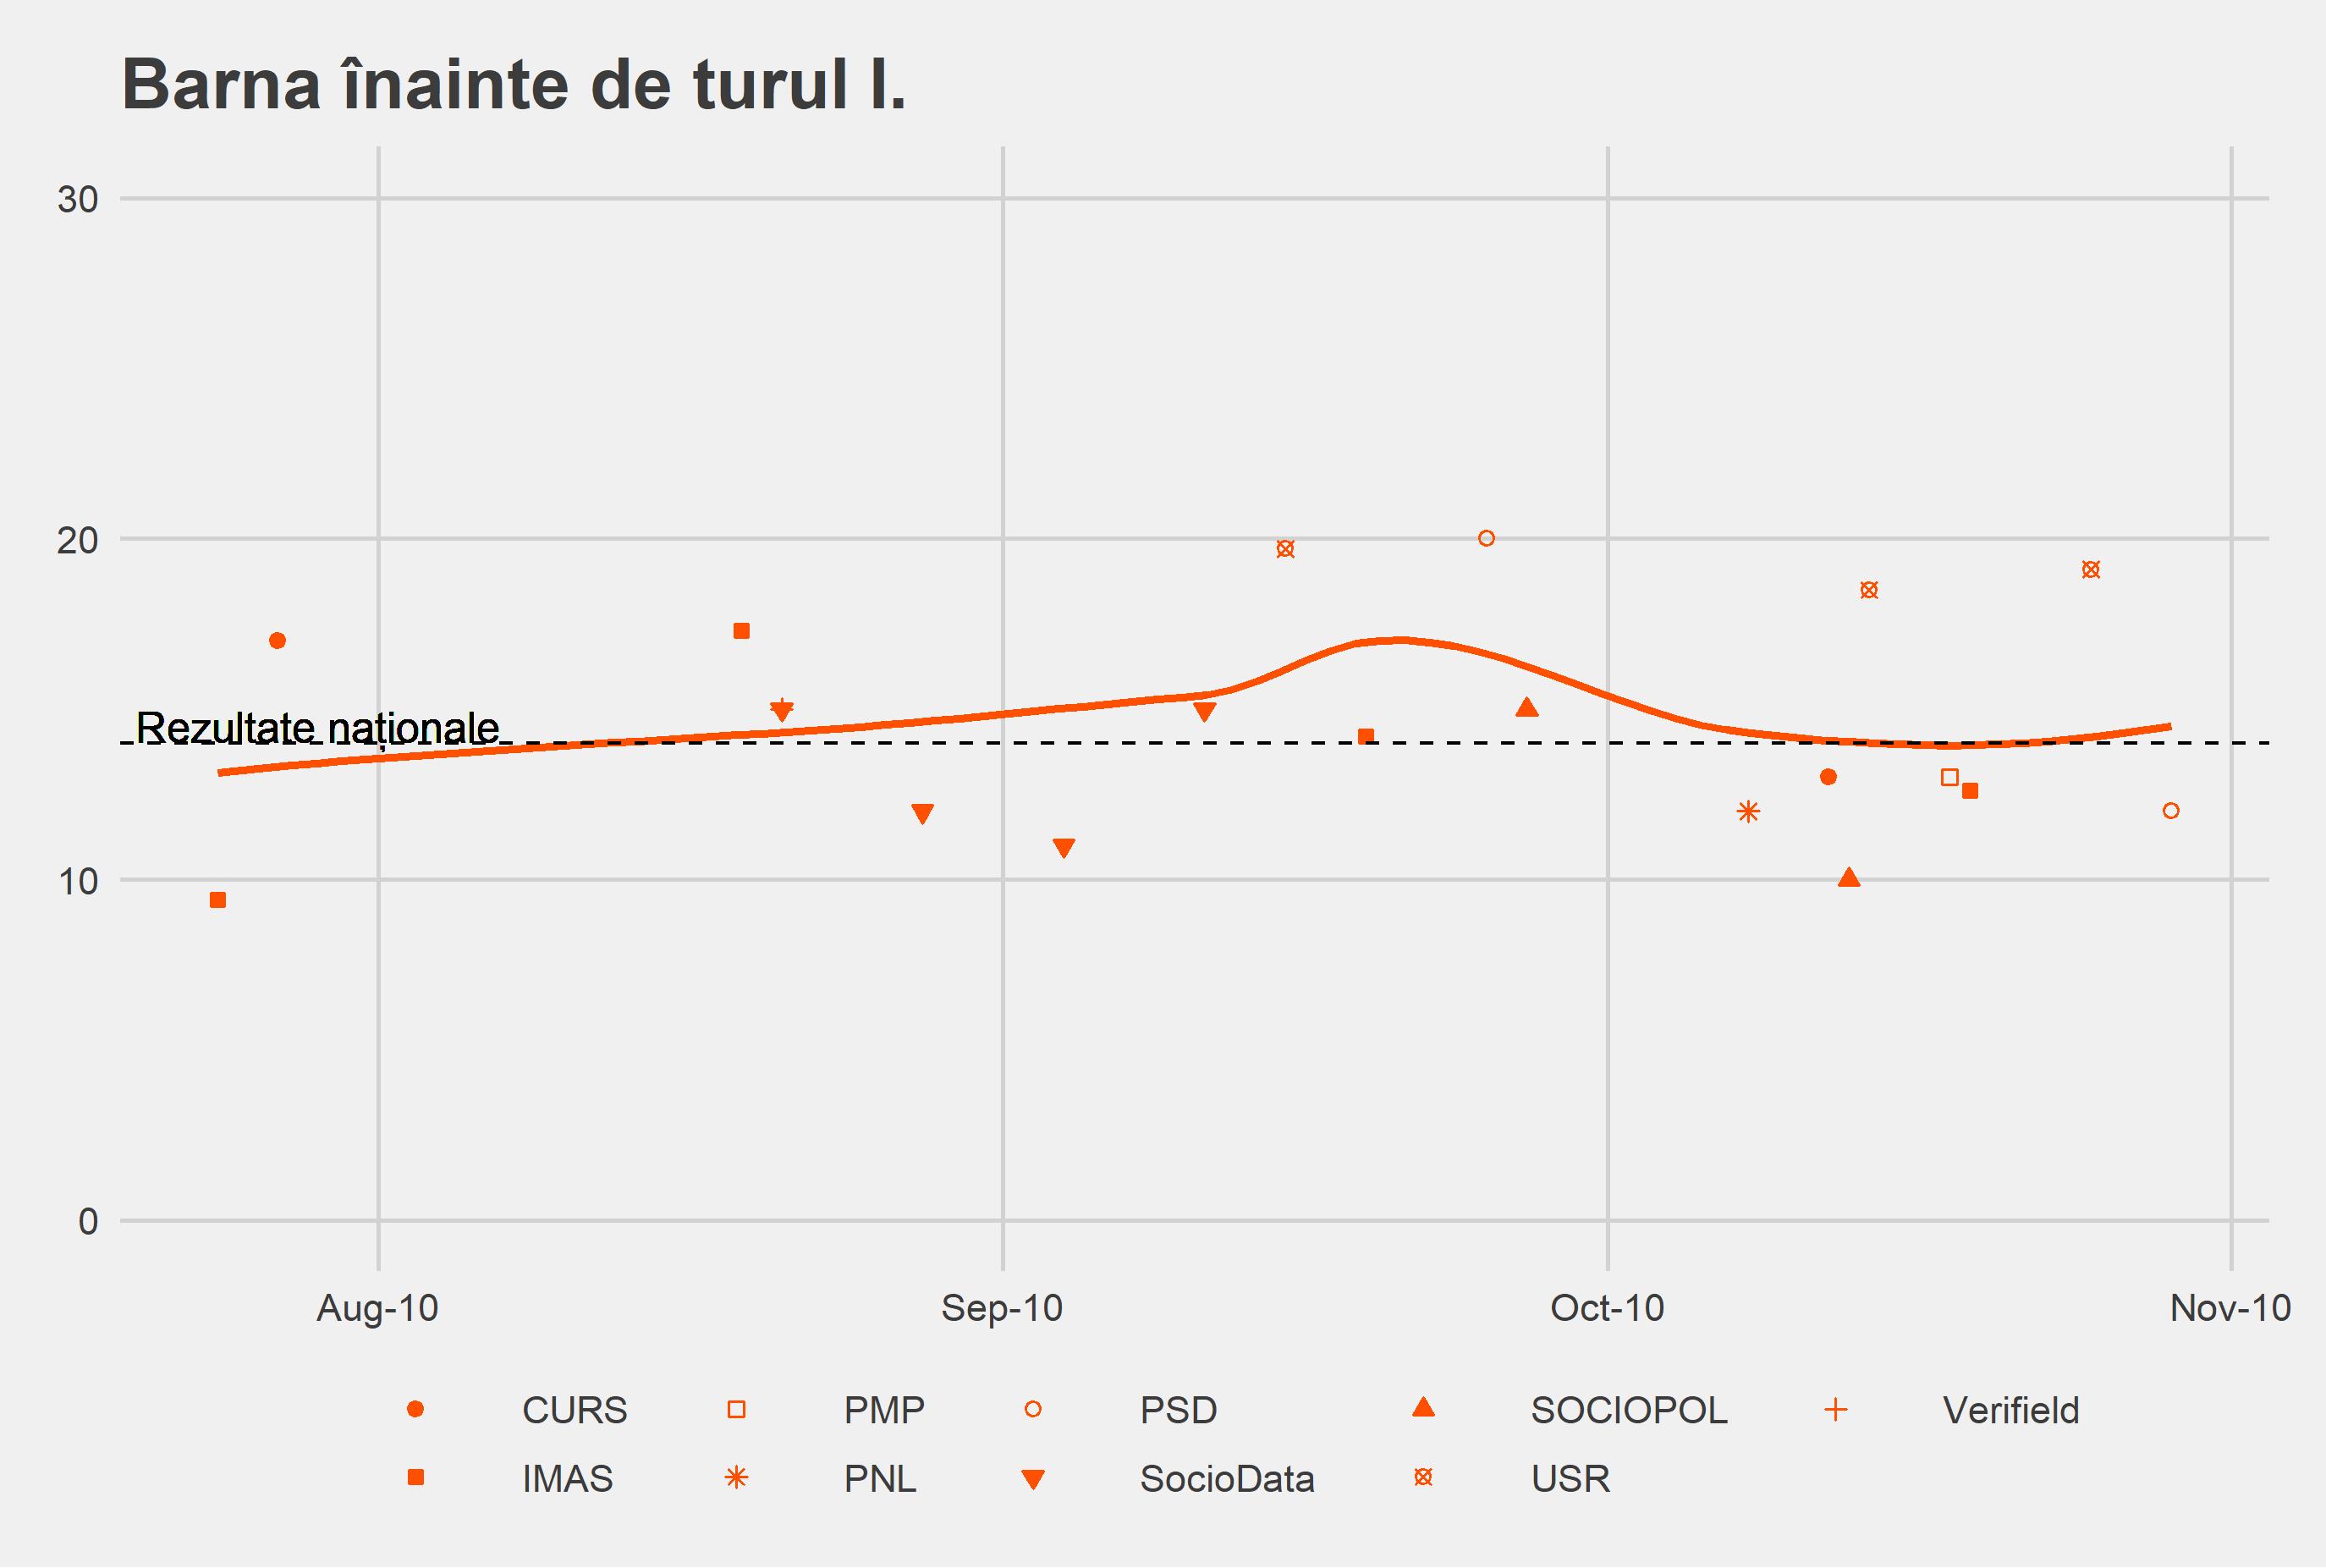 Barna înainte de turul I.
30
20
Rezultate naționale
10
0
Aug-10 Sep-10 Oct-10 Nov-10
CURS PMP PSD SOCIOPOL Verifield
IMAS PNL SocioData USR